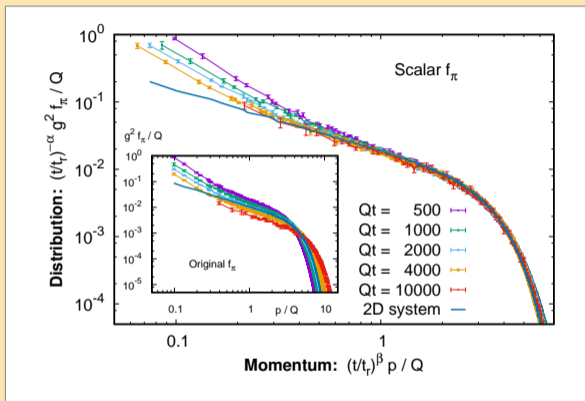 10⁰
10⁻¹
10⁻²
10⁻³
10⁻⁴
Distribution: (t/tᵣ)⁻ᵅ g² f_π / Q
Scalar f_π
g² f_π / Q
10⁰
10⁻¹
10⁻²
10⁻³
10⁻⁴
10⁻⁵
Original f_π
0.1 1 p / Q 10
Qt = 500
Qt = 1000
Qt = 2000
Qt = 4000
Qt = 10000
2D system
0.1 1
Momentum: (t/tᵣ)ᵝ p / Q